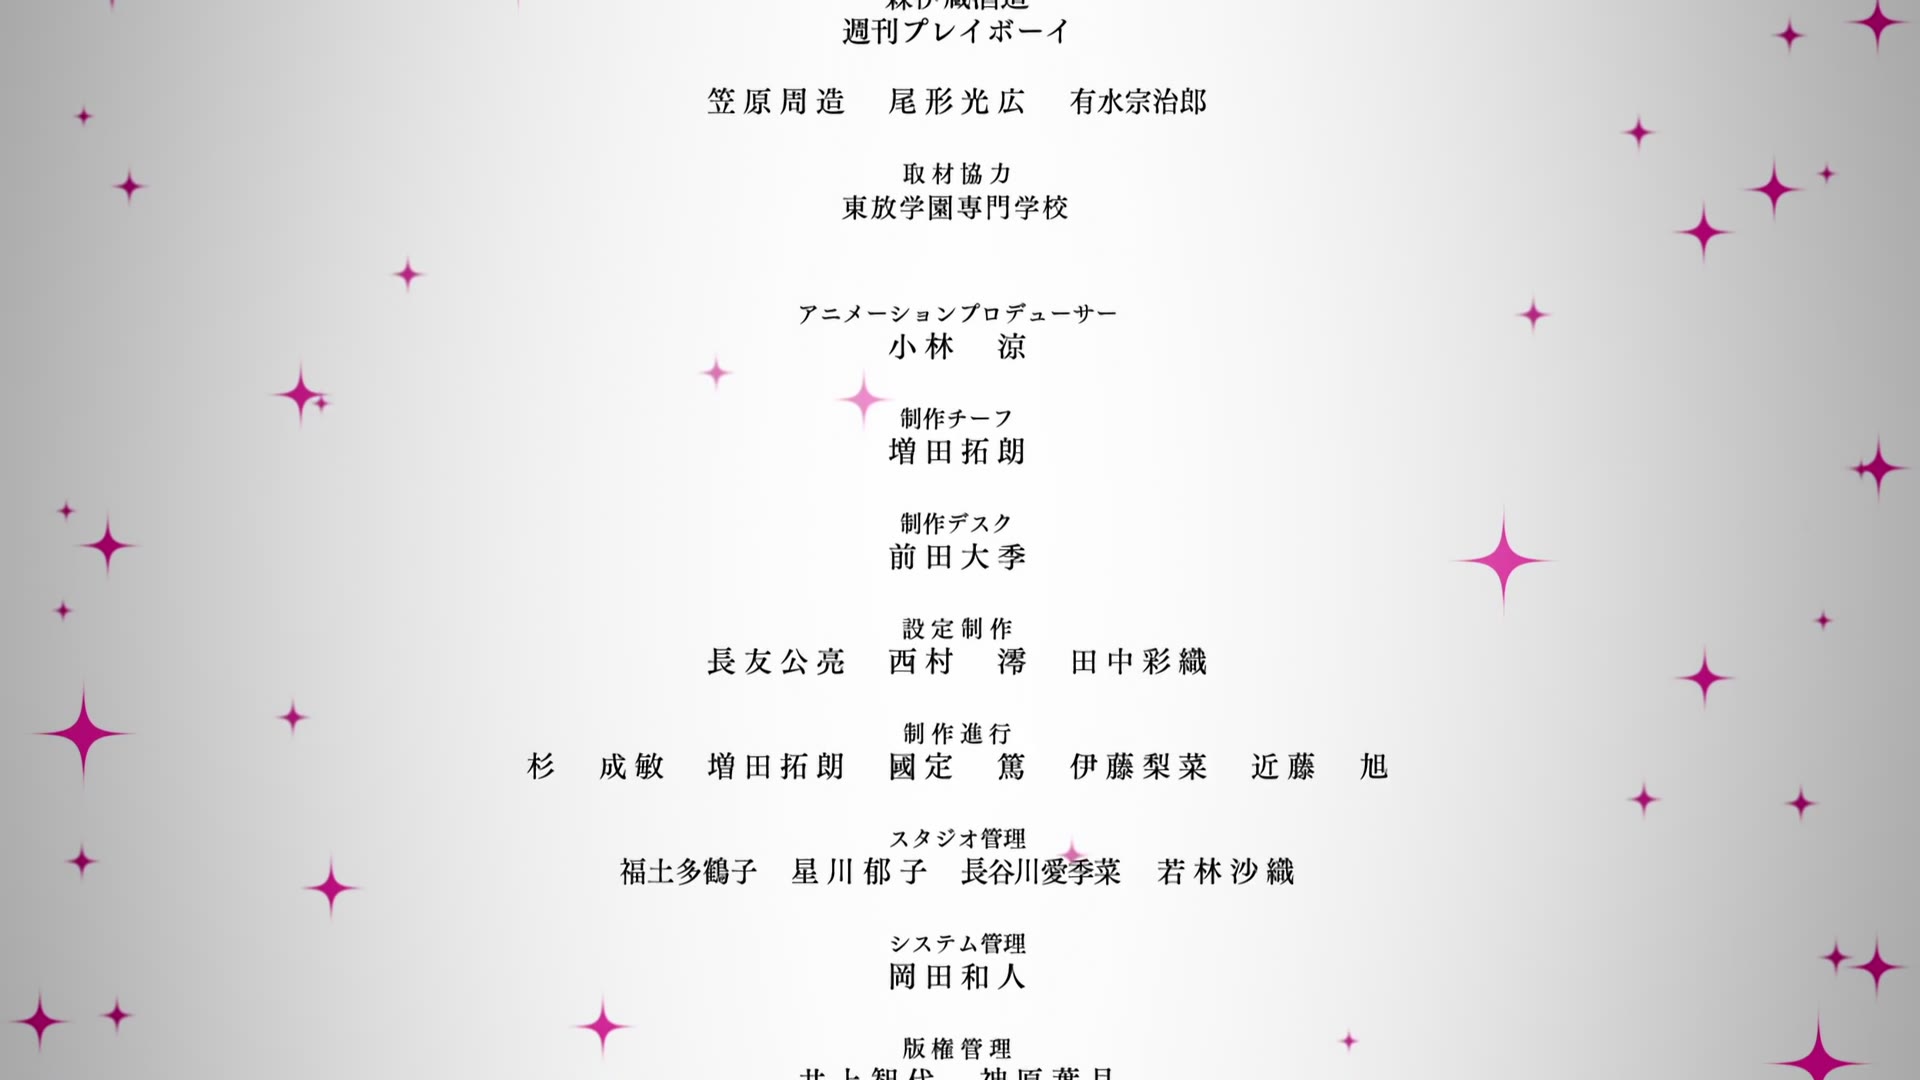 週刊プレイボーイ
笠原周造 尾形光広 有水宗治郎
取材協力
東放学園専門学校
アニメーションプロデューサー
小林 涼
制作チーフ
増田拓朗
制作デスク
前田大季
設定制作
長友公亮 西村 澪 田中彩織
制作進行
杉 成敏 増田拓朗 國定 篤 伊藤梨菜 近藤 旭
スタジオ管理
福士多鶴子 星川郁子 長谷川愛季菜 若林沙織
システム管理
岡田和人
版権管理